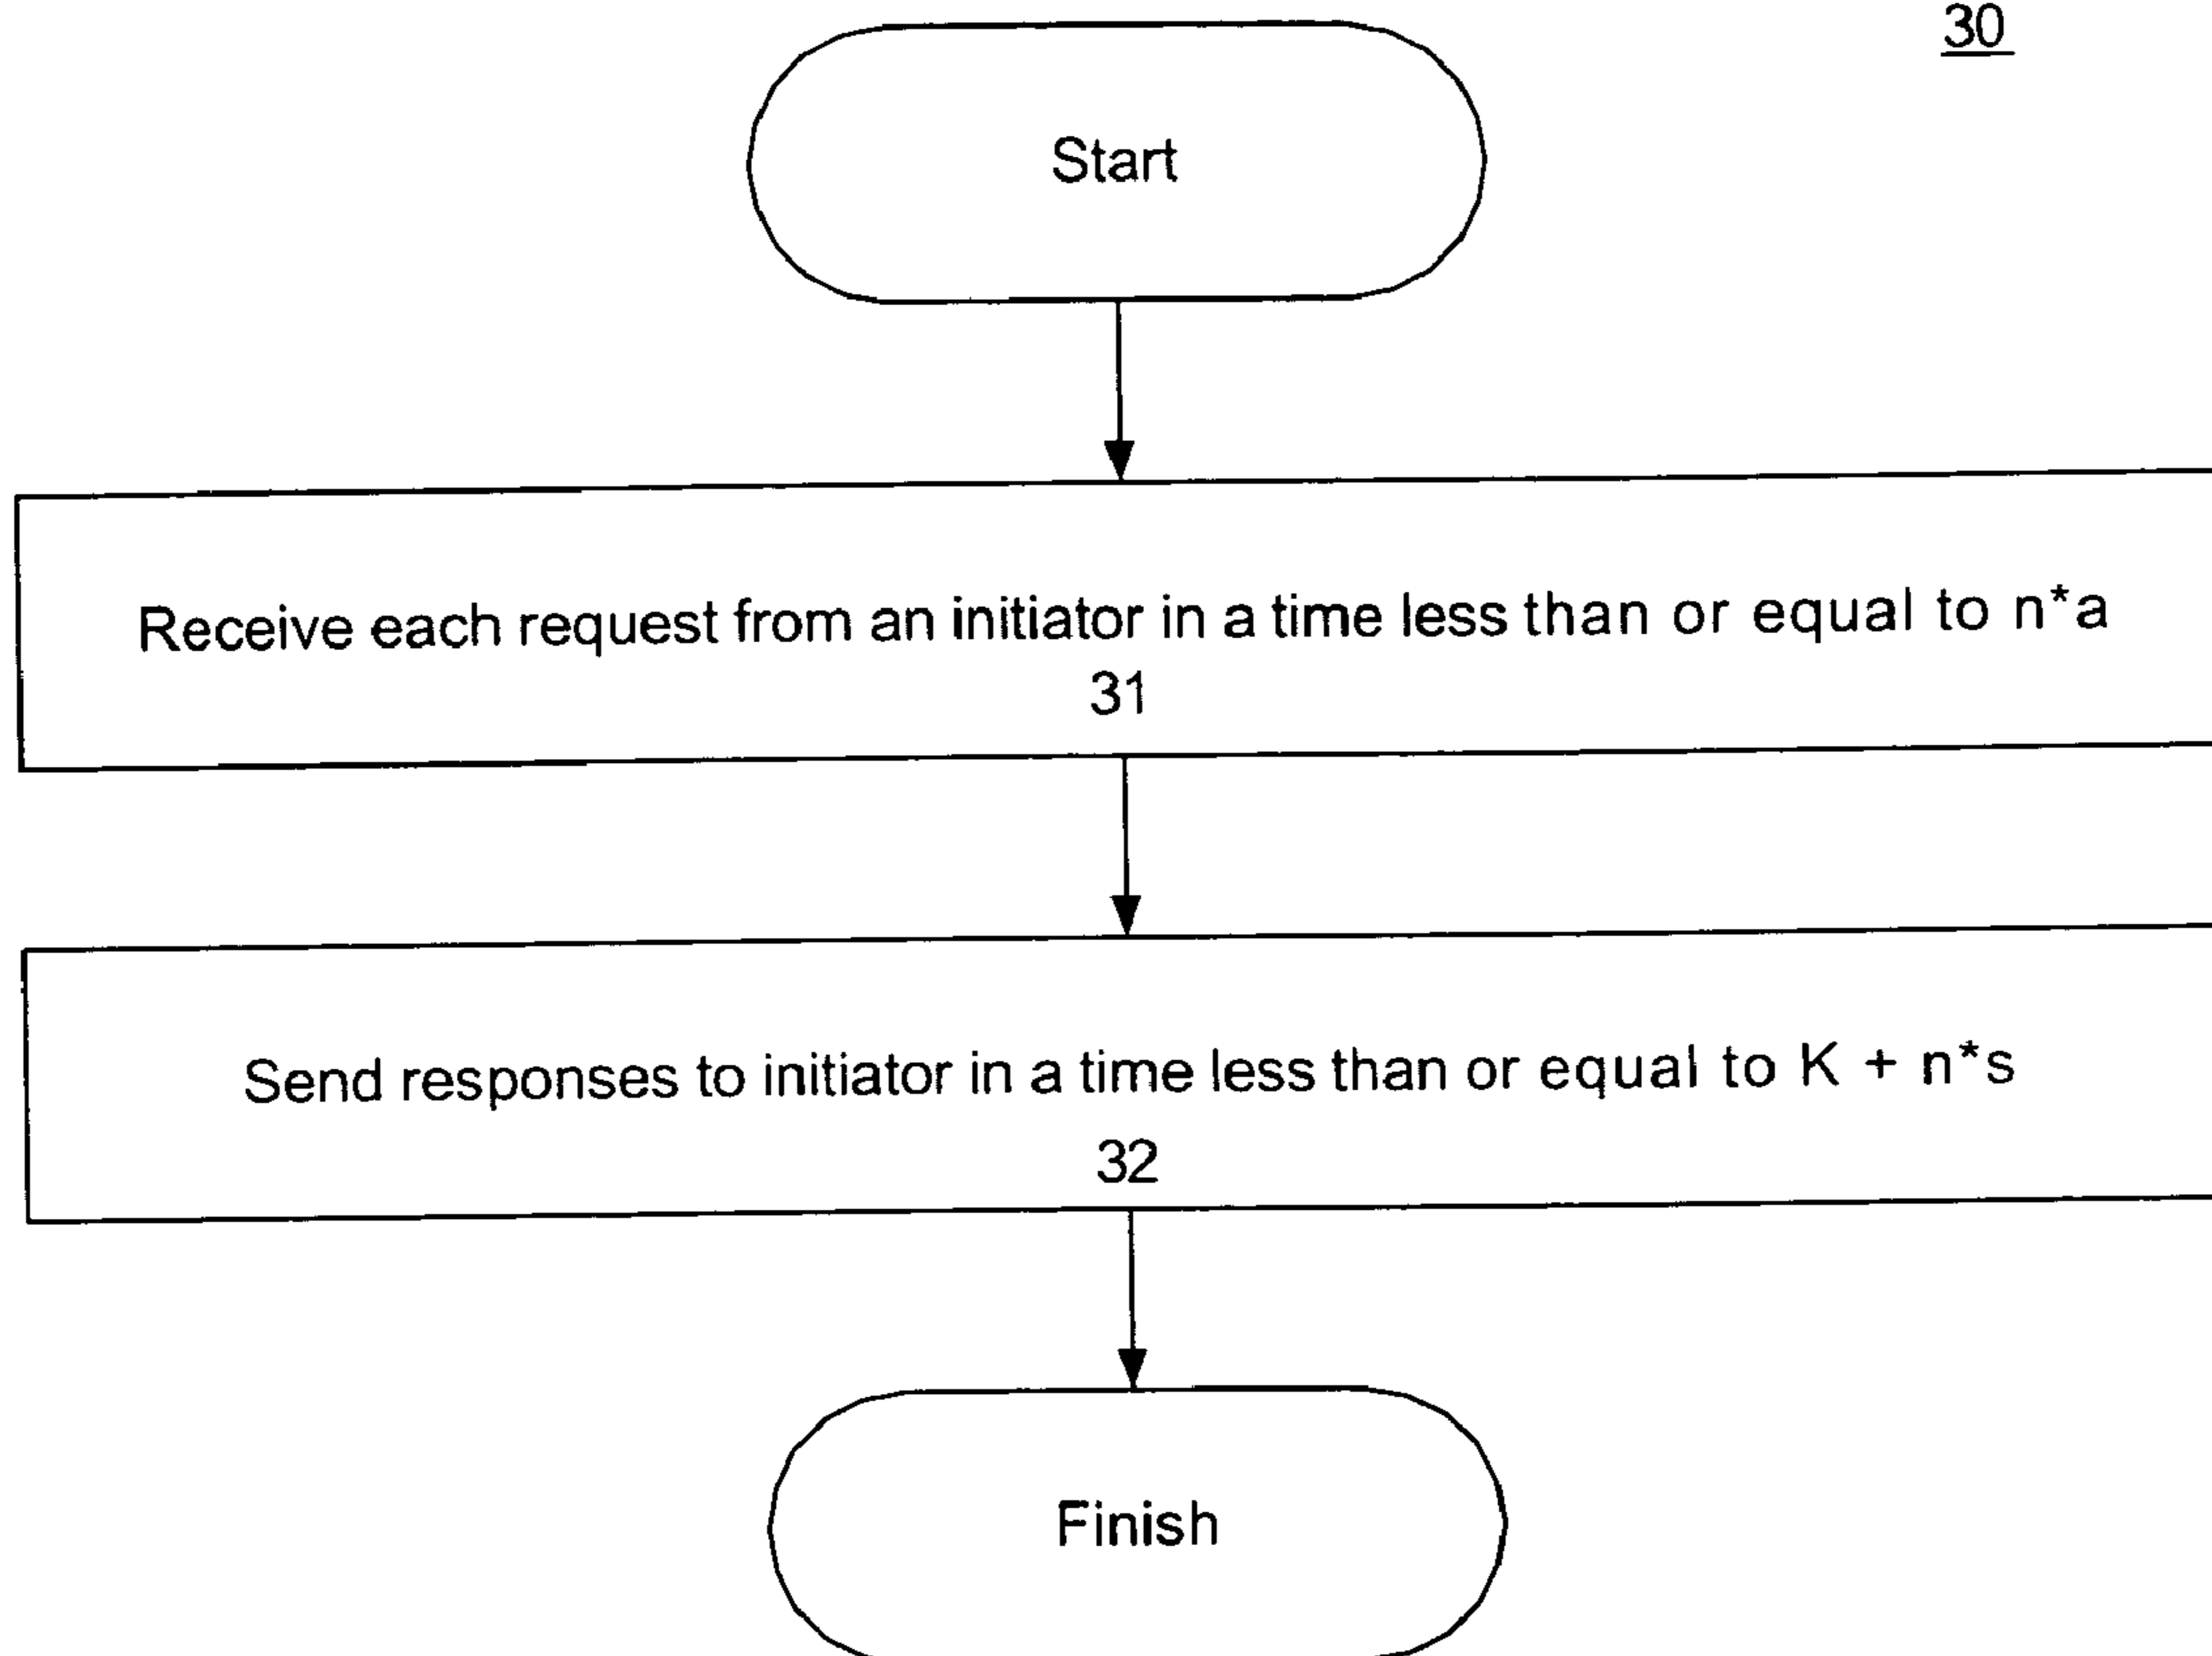 30
Start
Receive each request from an initiator in a time less than or equal to n*a
31
Send responses to initiator in a time less than or equal to K + n*s
32
Finish